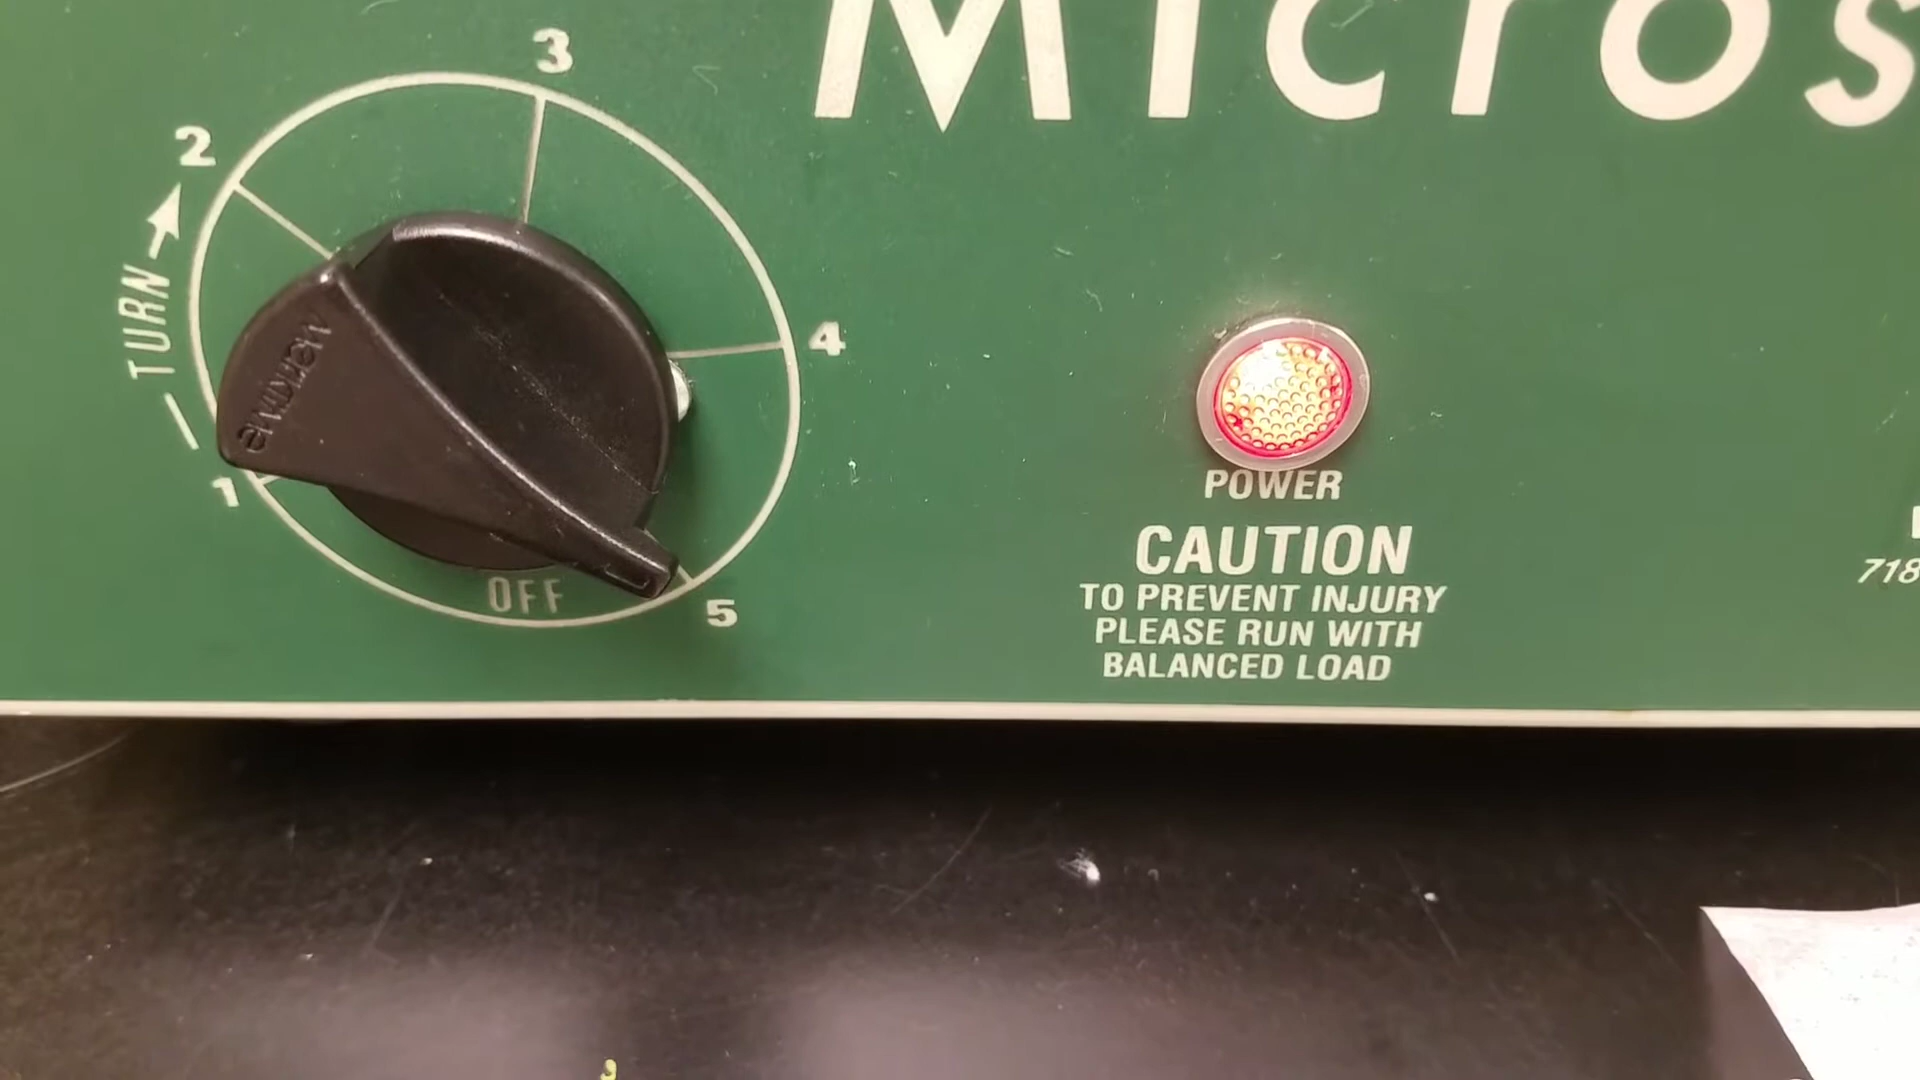 Micros
3
2
TURN
4
Marktime
1
OFF
5
POWER
CAUTION
TO PREVENT INJURY
PLEASE RUN WITH
BALANCED LOAD
718